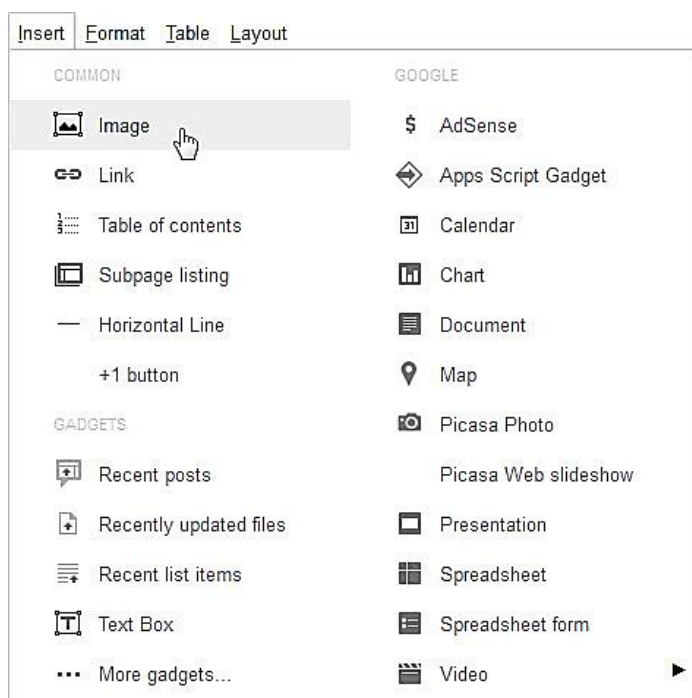 Insert Format Table Layout
COMMON
Image
Link
Table of contents
Subpage listing
Horizontal Line
+1 button
GADGETS
Recent posts
Recently updated files
Recent list items
Text Box
More gadgets...
GOOGLE
$ AdSense
Apps Script Gadget
31 Calendar
Chart
Document
Map
Picasa Photo
Picasa Web slideshow
Presentation
Spreadsheet
Spreadsheet form
Video